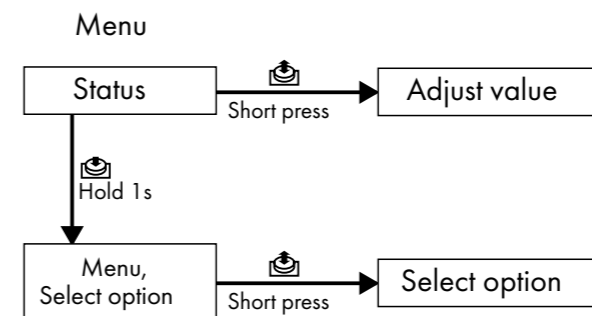 Menu
Status
Short press
Adjust value
Hold 1s
Menu,
Select option
Short press
Select option